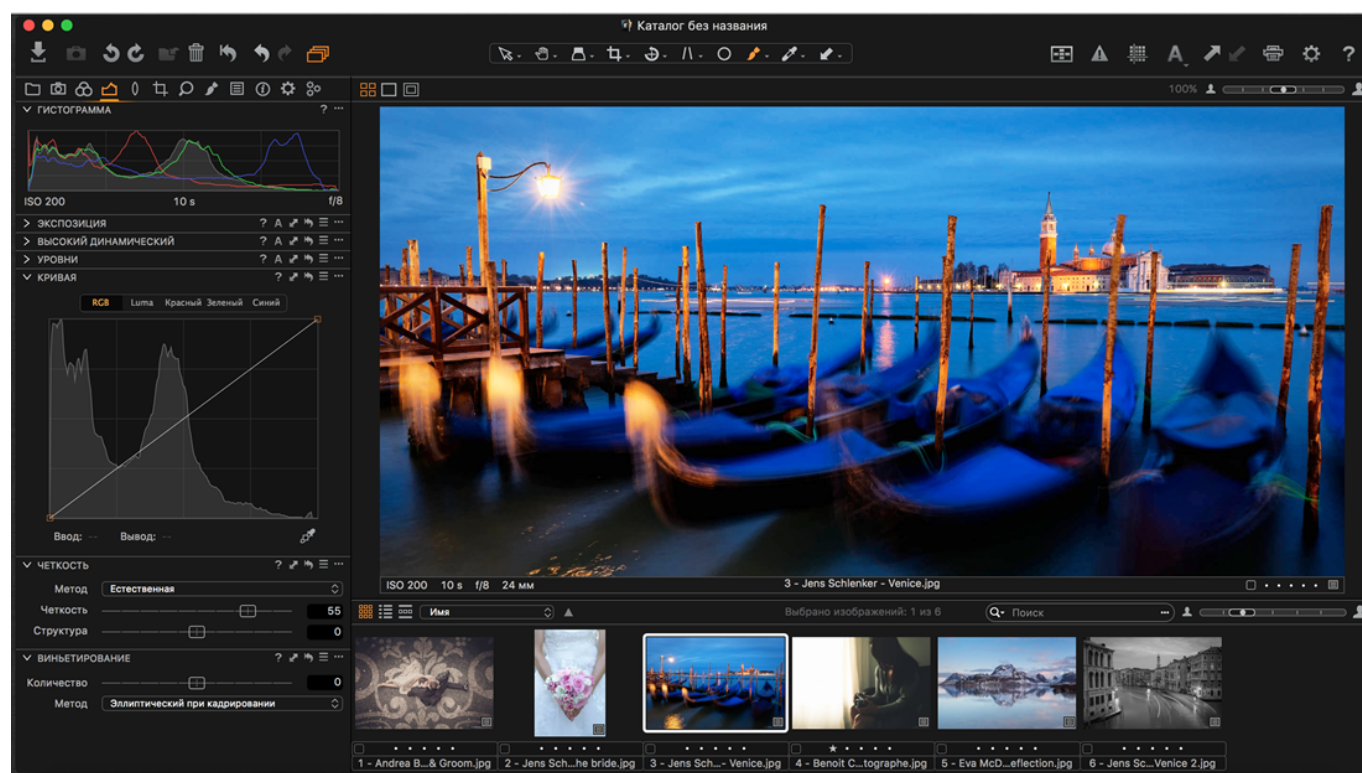 Каталог без названия
A
?
100%
ГИСТОГРАММА ? ...
ISO 200 10 s f/8
ЭКСПОЗИЦИЯ ? A
ВЫСОКИЙ ДИНАМИЧЕСКИЙ ? A
УРОВНИ ? A
КРИВАЯ ?
RGB Luma Красный Зеленый Синий
Ввод: -- Вывод: --
ЧЕТКОСТЬ ?
Метод Естественная
Четкость 55
Структура 0
ВИНЬЕТИРОВАНИЕ ?
Количество 0
Метод Эллиптический при кадрировании
ISO 200 10 s f/8 24 мм 3 - Jens Schlenker - Venice.jpg
Имя Выбрано изображений: 1 из 6 Поиск
1 - Andrea B...& Groom.jpg 2 - Jens Sch...he bride.jpg 3 - Jens Sch...- Venice.jpg 4 - Benoit C...tographe.jpg 5 - Eva McD...eflection.jpg 6 - Jens Sc...Venice 2.jpg